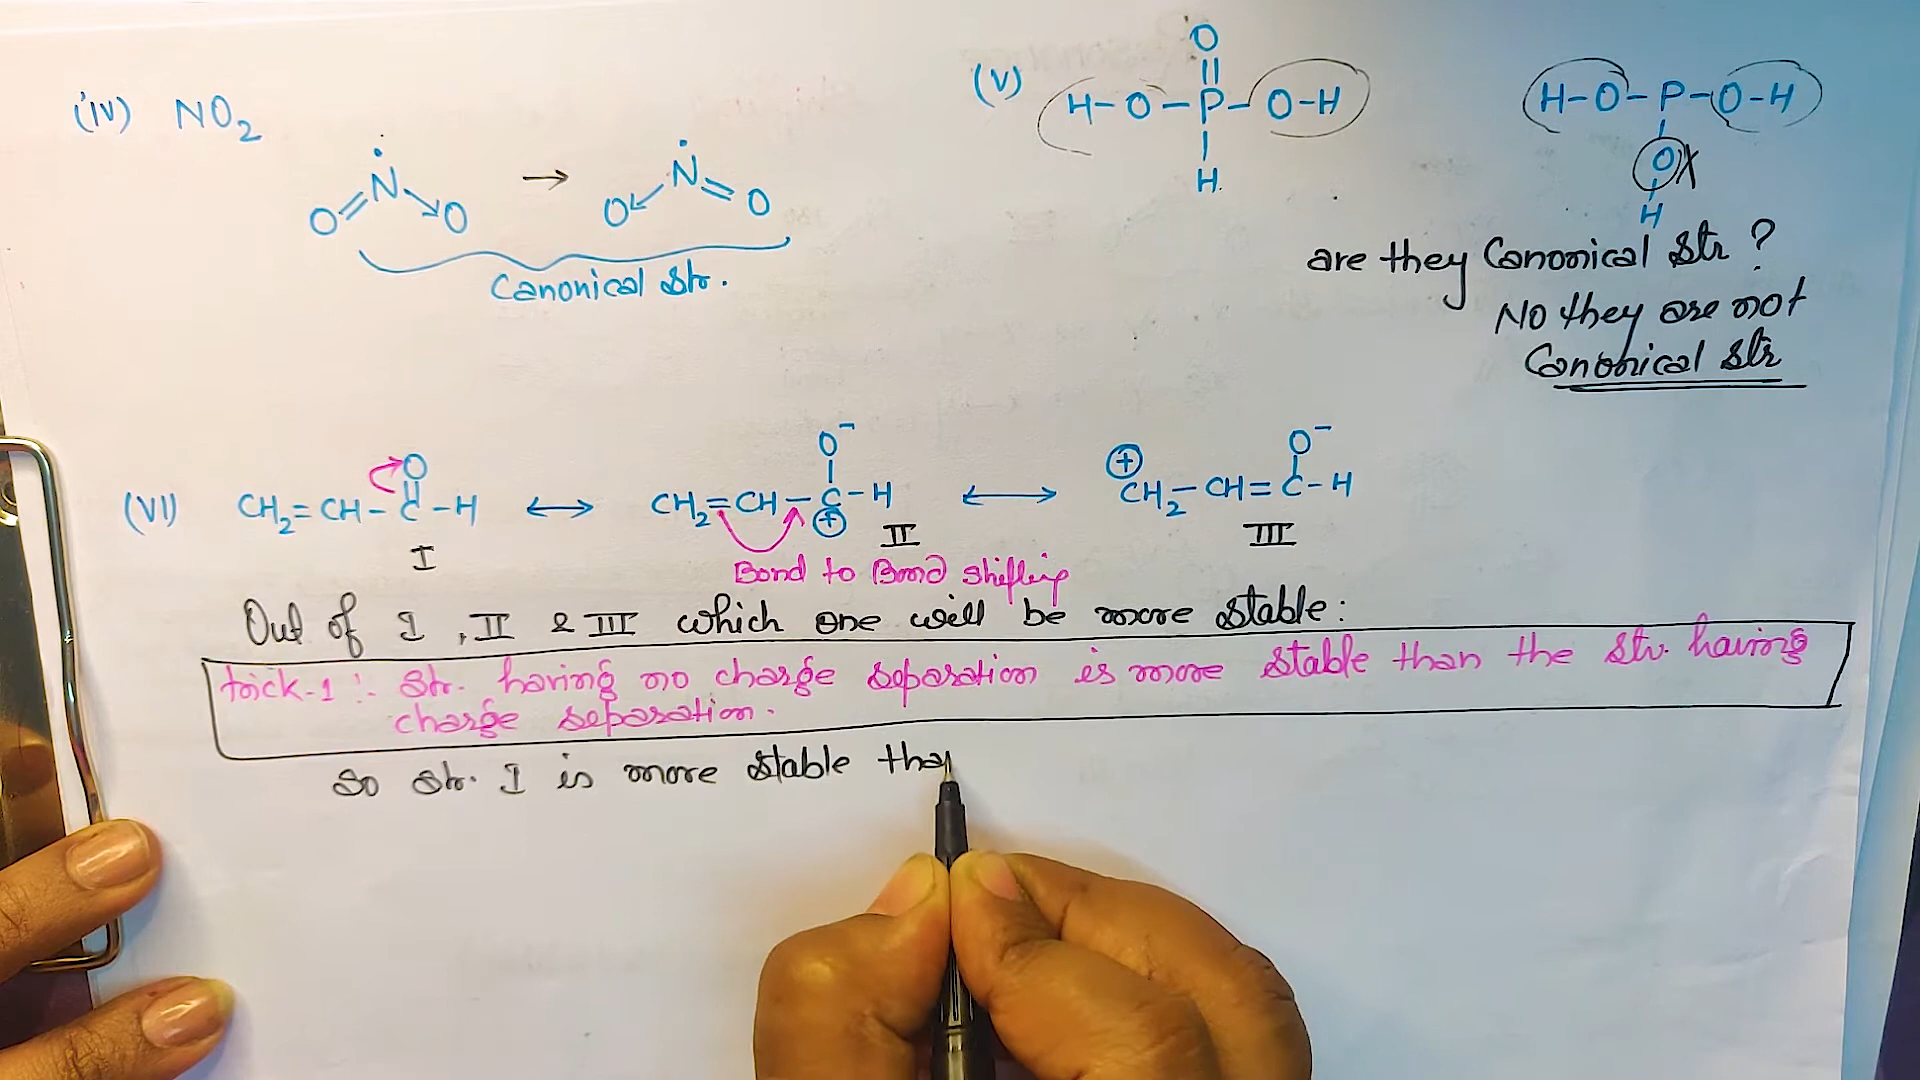 (iv) NO2
N
O=N→O → O←N=O
Canonical Str.
(V)
O
||
H-O-P-O-H
|
H
H-O-P-O-H
|
O
|
H
are they Canonical Str ?
No they are not
Canonical Str
(VI) CH2=CH-C-H ↔ CH2=CH-C-H ↔ CH2-CH=C-H
O O- O-
⊕ ⊕
I II III
Bond to Bond shifting
Out of I, II & III which one will be more stable:
trick-1 : Str. having no charge separation is more stable than the Str. having
charge separation.
So Str. I is more stable than